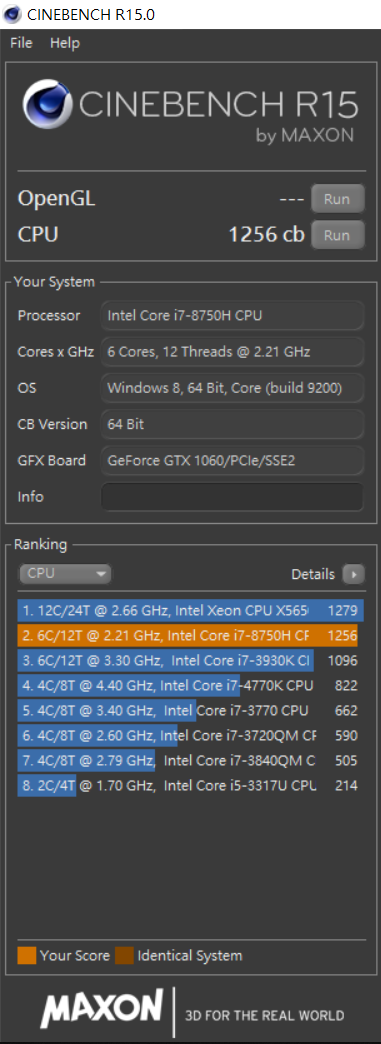 CINEBENCH R15.0
File Help
CINEBENCH R15
by MAXON
OpenGL --- Run
CPU 1256 cb Run
Your System
Processor Intel Core i7-8750H CPU
Cores x GHz 6 Cores, 12 Threads @ 2.21 GHz
OS Windows 8, 64 Bit, Core (build 9200)
CB Version 64 Bit
GFX Board GeForce GTX 1060/PCIe/SSE2
Info
Ranking
CPU Details
1. 12C/24T @ 2.66 GHz, Intel Xeon CPU X565 1279
2. 6C/12T @ 2.21 GHz, Intel Core i7-8750H CP 1256
3. 6C/12T @ 3.30 GHz, Intel Core i7-3930K CP 1096
4. 4C/8T @ 4.40 GHz, Intel Core i7-4770K CPU 822
5. 4C/8T @ 3.40 GHz, Intel Core i7-3770 CPU 662
6. 4C/8T @ 2.60 GHz, Intel Core i7-3720QM CP 590
7. 4C/8T @ 2.79 GHz, Intel Core i7-3840QM C 505
8. 2C/4T @ 1.70 GHz, Intel Core i5-3317U CPU 214
Your Score Identical System
MAXON 3D FOR THE REAL WORLD